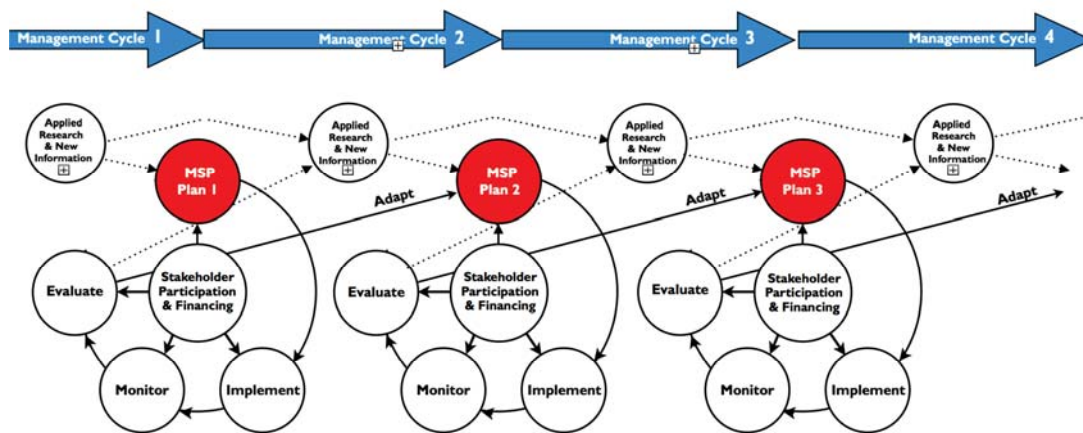 Management Cycle 1
Management Cycle 2
Management Cycle 3
Management Cycle 4
Applied
Research
& New
Information
Applied
Research
& New
Information
Applied
Research
& New
Information
Applied
Research
& New
Information
MSP
Plan 1
MSP
Plan 2
MSP
Plan 3
Adapt
Adapt
Adapt
Evaluate
Stakeholder
Participation
& Financing
Evaluate
Stakeholder
Participation
& Financing
Evaluate
Stakeholder
Participation
& Financing
Monitor
Implement
Monitor
Implement
Monitor
Implement